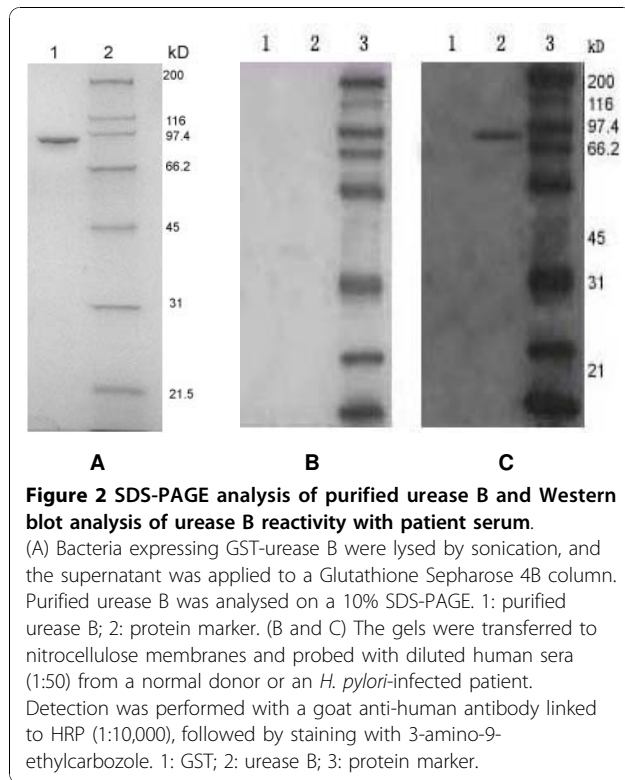 1 2 kD
200
116
97.4
66.2
45
31
21.5
A
1 2 3
B
1 2 3 kD
200
116
97.4
66.2
45
31
21
C
Figure 2 SDS-PAGE analysis of purified urease B and Western
blot analysis of urease B reactivity with patient serum.
(A) Bacteria expressing GST-urease B were lysed by sonication, and
the supernatant was applied to a Glutathione Sepharose 4B column.
Purified urease B was analysed on a 10% SDS-PAGE. 1: purified
urease B; 2: protein marker. (B and C) The gels were transferred to
nitrocellulose membranes and probed with diluted human sera
(1:50) from a normal donor or an H. pylori-infected patient.
Detection was performed with a goat anti-human antibody linked
to HRP (1:10,000), followed by staining with 3-amino-9-
ethylcarbozole. 1: GST; 2: urease B; 3: protein marker.